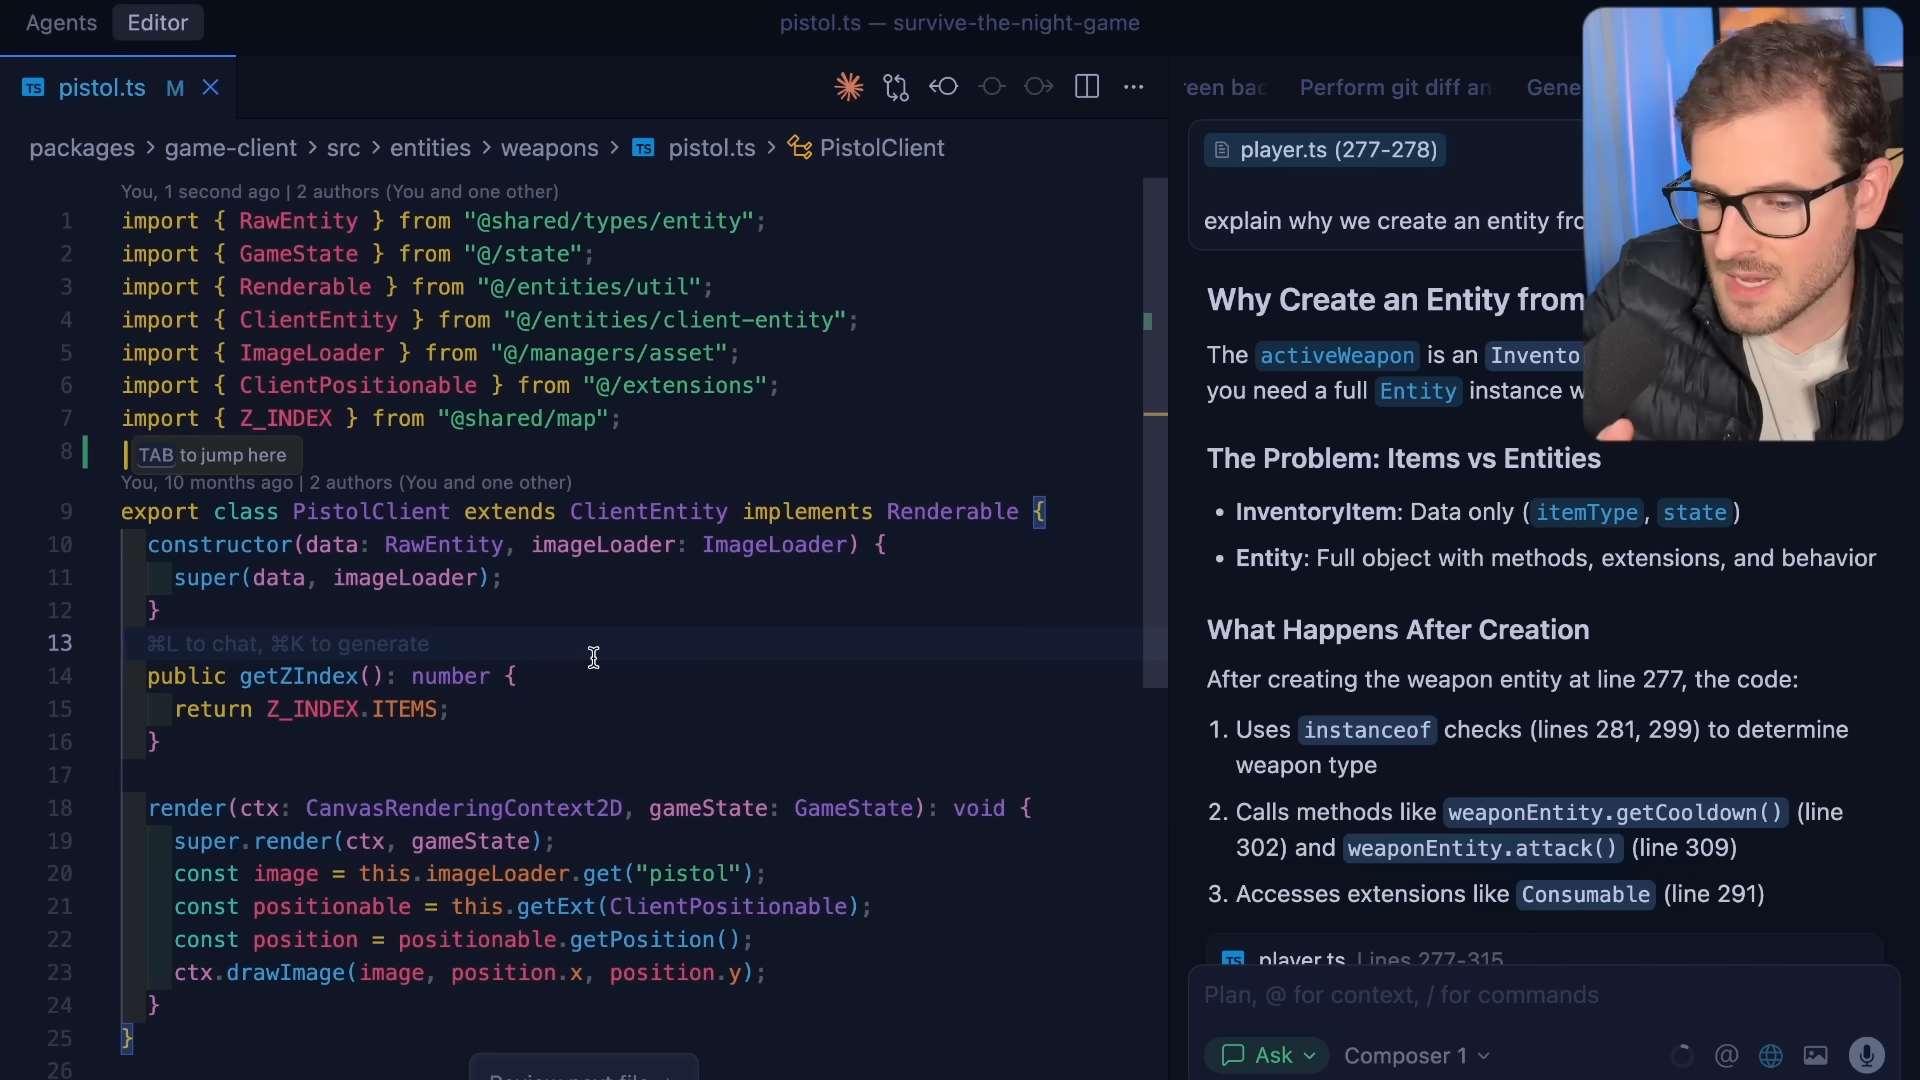 Agents Editor
pistol.ts — survive-the-night-game
TS pistol.ts M
packages > game-client > src > entities > weapons > TS pistol.ts > PistolClient
You, 1 second ago | 2 authors (You and one other)
1 import { RawEntity } from "@shared/types/entity";
2 import { GameState } from "@/state";
3 import { Renderable } from "@/entities/util";
4 import { ClientEntity } from "@/entities/client-entity";
5 import { ImageLoader } from "@/managers/asset";
6 import { ClientPositionable } from "@/extensions";
7 import { Z_INDEX } from "@shared/map";
8 TAB to jump here
You, 10 months ago | 2 authors (You and one other)
9 export class PistolClient extends ClientEntity implements Renderable {
10 constructor(data: RawEntity, imageLoader: ImageLoader) {
11 super(data, imageLoader);
12 }
13 ⌘L to chat, ⌘K to generate
14 public getZIndex(): number {
15 return Z_INDEX.ITEMS;
16 }
17
18 render(ctx: CanvasRenderingContext2D, gameState: GameState): void {
19 super.render(ctx, gameState);
20 const image = this.imageLoader.get("pistol");
21 const positionable = this.getExt(ClientPositionable);
22 const position = positionable.getPosition();
23 ctx.drawImage(image, position.x, position.y);
24 }
25 }
26
Review next file
reen bac Perform git diff an Gene
player.ts (277-278)
explain why we create an entity fro
Why Create an Entity from
The activeWeapon is an Invento
you need a full Entity instance w
The Problem: Items vs Entities
• InventoryItem: Data only (itemType, state)
• Entity: Full object with methods, extensions, and behavior
What Happens After Creation
After creating the weapon entity at line 277, the code:
1. Uses instanceof checks (lines 281, 299) to determine
weapon type
2. Calls methods like weaponEntity.getCooldown() (line
302) and weaponEntity.attack() (line 309)
3. Accesses extensions like Consumable (line 291)
TS player.ts Lines 277-315
Plan, @ for context, / for commands
Ask Composer 1